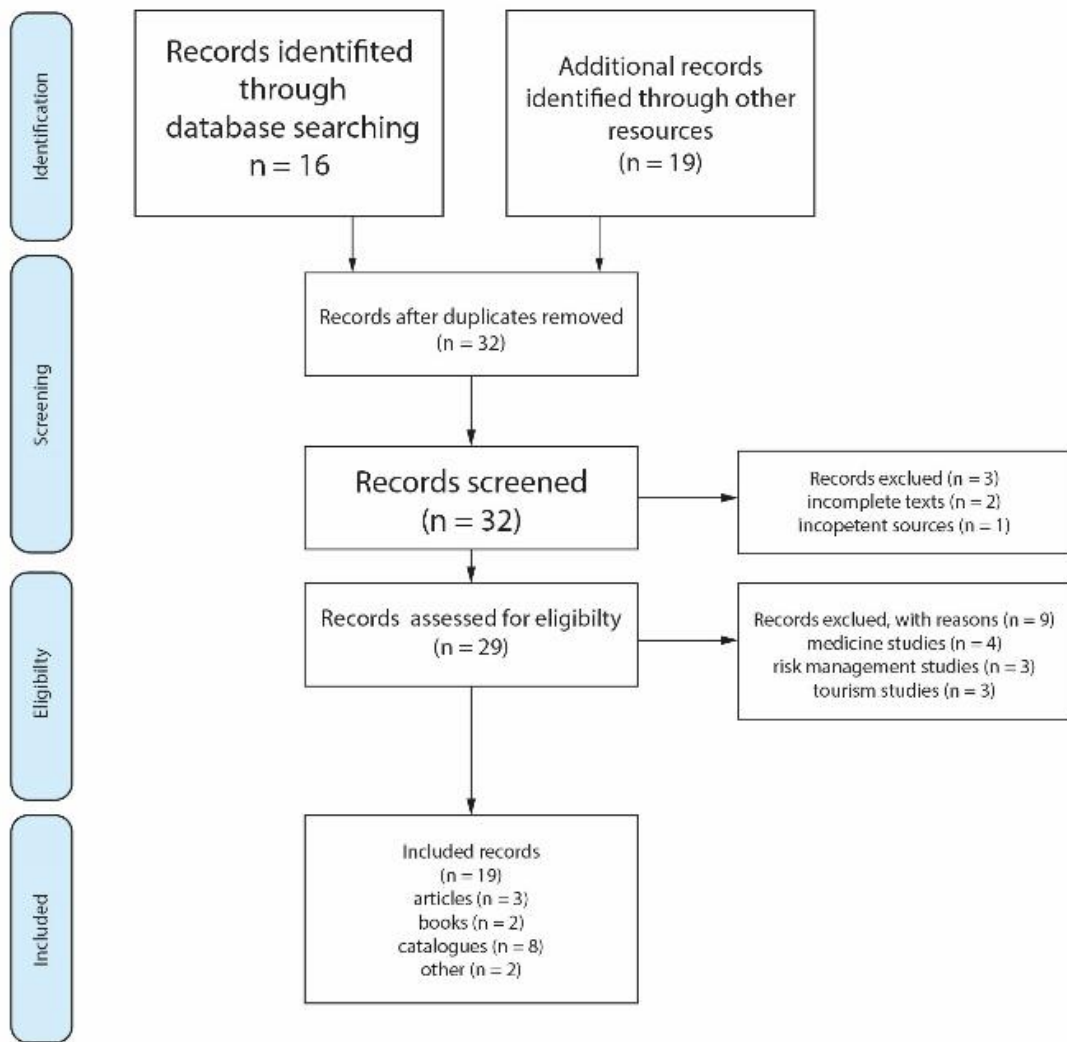 Identification
Records identifited
through
database searching
n = 16
Additional records
identified through other
resources
(n = 19)
Screening
Records after duplicates removed
(n = 32)
Records screened
(n = 32)
Records exclued (n = 3)
incomplete texts (n = 2)
incopetent sources (n = 1)
Eligibilty
Records assessed for eligibilty
(n = 29)
Records exclued, with reasons (n = 9)
medicine studies (n = 4)
risk management studies (n = 3)
tourism studies (n = 3)
Included
Included records
(n = 19)
articles (n = 3)
books (n = 2)
catalogues (n = 8)
other (n = 2)